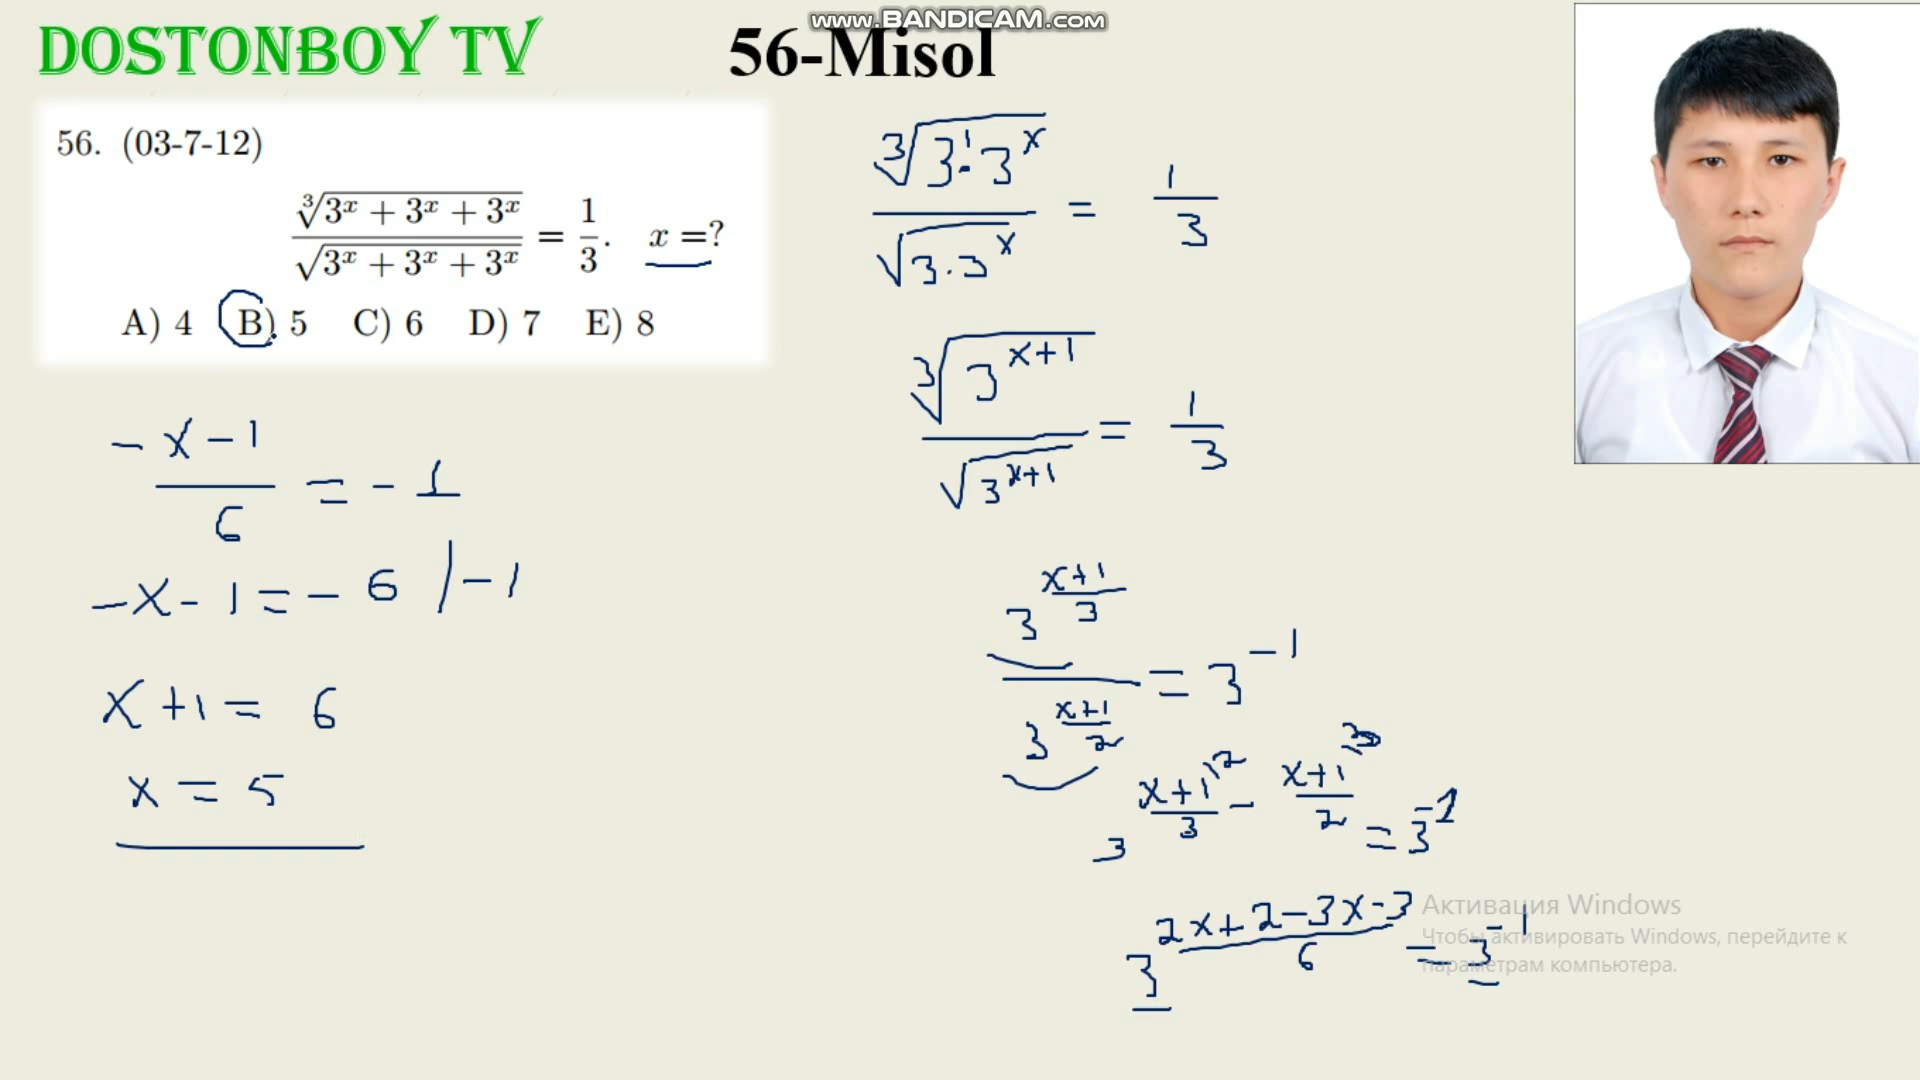 www.BANDICAM.com
DOSTONBOY TV
56-Misol
56. (03-7-12)
∛(3^x + 3^x + 3^x) / √(3^x + 3^x + 3^x) = 1/3. x =?
A) 4 B) 5 C) 6 D) 7 E) 8
∛(3^1 · 3^x) / √(3 · 3^x) = 1/3
∛(3^(x+1)) / √(3^(x+1)) = 1/3
3^((x+1)/3) / 3^((x+1)/2) = 3^(-1)
3^((x+1)/3 - (x+1)/2) = 3^(-1)
3^((2x+2-3x-3)/6) = 3^(-1)
(-x-1)/6 = -1
-x-1 = -6 /-1
x+1 = 6
x = 5
Активация Windows
Чтобы активировать Windows, перейдите к
параметрам компьютера.